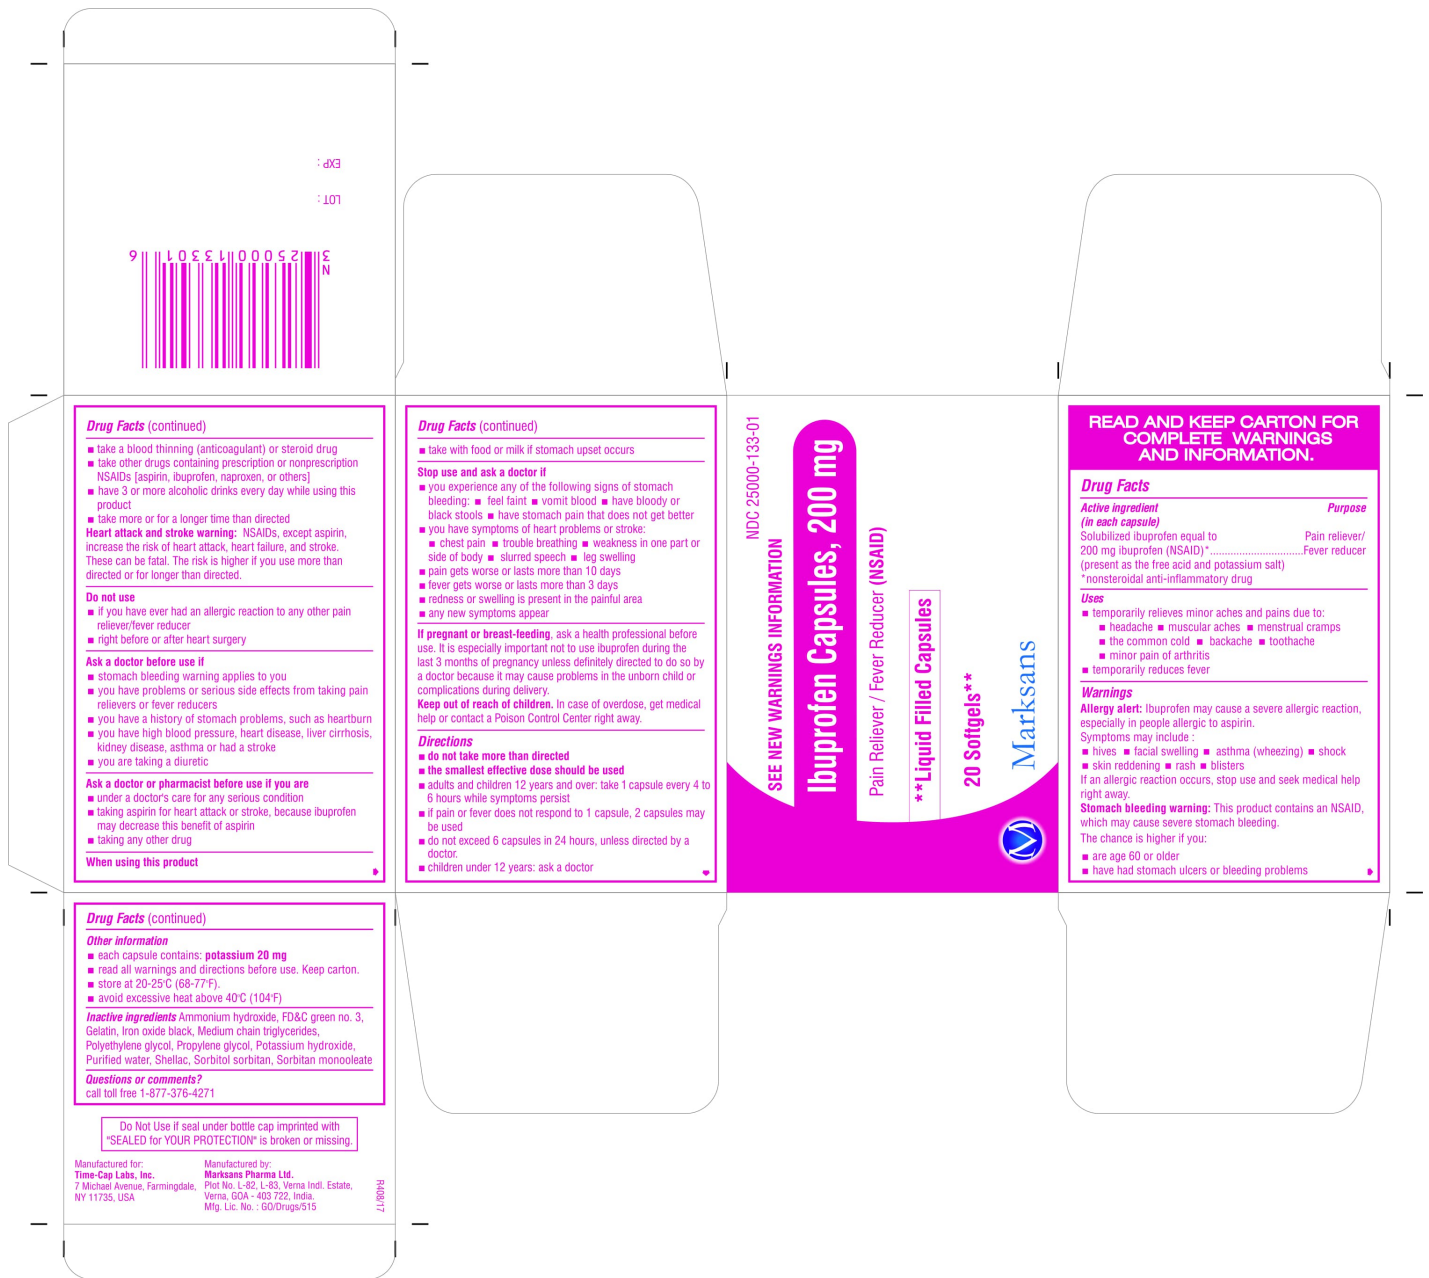 EXP :
LOT :
N
3 25000 13301 6
Drug Facts (continued)
■ take a blood thinning (anticoagulant) or steroid drug
■ take other drugs containing prescription or nonprescription
NSAIDs [aspirin, ibuprofen, naproxen, or others]
■ have 3 or more alcoholic drinks every day while using this
product
■ take more or for a longer time than directed
Heart attack and stroke warning: NSAIDs, except aspirin,
increase the risk of heart attack, heart failure, and stroke.
These can be fatal. The risk is higher if you use more than
directed or for longer than directed.
Do not use
■ if you have ever had an allergic reaction to any other pain
reliever/fever reducer
■ right before or after heart surgery
Ask a doctor before use if
■ stomach bleeding warning applies to you
■ you have problems or serious side effects from taking pain
relievers or fever reducers
■ you have a history of stomach problems, such as heartburn
■ you have high blood pressure, heart disease, liver cirrhosis,
kidney disease, asthma or had a stroke
■ you are taking a diuretic
Ask a doctor or pharmacist before use if you are
■ under a doctor's care for any serious condition
■ taking aspirin for heart attack or stroke, because ibuprofen
may decrease this benefit of aspirin
■ taking any other drug
When using this product
Drug Facts (continued)
■ take with food or milk if stomach upset occurs
Stop use and ask a doctor if
■ you experience any of the following signs of stomach
bleeding: ■ feel faint ■ vomit blood ■ have bloody or
black stools ■ have stomach pain that does not get better
■ you have symptoms of heart problems or stroke:
■ chest pain ■ trouble breathing ■ weakness in one part or
side of body ■ slurred speech ■ leg swelling
■ pain gets worse or lasts more than 10 days
■ fever gets worse or lasts more than 3 days
■ redness or swelling is present in the painful area
■ any new symptoms appear
If pregnant or breast-feeding, ask a health professional before
use. It is especially important not to use ibuprofen during the
last 3 months of pregnancy unless definitely directed to do so by
a doctor because it may cause problems in the unborn child or
complications during delivery.
Keep out of reach of children. In case of overdose, get medical
help or contact a Poison Control Center right away.
Directions
■ do not take more than directed
■ the smallest effective dose should be used
■ adults and children 12 years and over: take 1 capsule every 4 to
6 hours while symptoms persist
■ if pain or fever does not respond to 1 capsule, 2 capsules may
be used
■ do not exceed 6 capsules in 24 hours, unless directed by a
doctor.
■ children under 12 years: ask a doctor
NDC 25000-133-01
SEE NEW WARNINGS INFORMATION
Ibuprofen Capsules, 200 mg
Pain Reliever / Fever Reducer (NSAID)
**Liquid Filled Capsules
20 Softgels**
Marksans
READ AND KEEP CARTON FOR
COMPLETE WARNINGS
AND INFORMATION.
Drug Facts
Active ingredient Purpose
(in each capsule)
Solubilized ibuprofen equal to Pain reliever/
200 mg ibuprofen (NSAID)*..............................Fever reducer
(present as the free acid and potassium salt)
*nonsteroidal anti-inflammatory drug
Uses
■ temporarily relieves minor aches and pains due to:
■ headache ■ muscular aches ■ menstrual cramps
■ the common cold ■ backache ■ toothache
■ minor pain of arthritis
■ temporarily reduces fever
Warnings
Allergy alert: Ibuprofen may cause a severe allergic reaction,
especially in people allergic to aspirin.
Symptoms may include :
■ hives ■ facial swelling ■ asthma (wheezing) ■ shock
■ skin reddening ■ rash ■ blisters
If an allergic reaction occurs, stop use and seek medical help
right away.
Stomach bleeding warning: This product contains an NSAID,
which may cause severe stomach bleeding.
The chance is higher if you:
■ are age 60 or older
■ have had stomach ulcers or bleeding problems
Drug Facts (continued)
Other information
■ each capsule contains: potassium 20 mg
■ read all warnings and directions before use. Keep carton.
■ store at 20-25°C (68-77°F).
■ avoid excessive heat above 40°C (104°F)
Inactive ingredients Ammonium hydroxide, FD&C green no. 3,
Gelatin, Iron oxide black, Medium chain triglycerides,
Polyethylene glycol, Propylene glycol, Potassium hydroxide,
Purified water, Shellac, Sorbitol sorbitan, Sorbitan monooleate
Questions or comments?
call toll free 1-877-376-4271
Do Not Use if seal under bottle cap imprinted with
"SEALED for YOUR PROTECTION" is broken or missing.
Manufactured for:
Time-Cap Labs, Inc.
7 Michael Avenue, Farmingdale,
NY 11735, USA
Manufactured by:
Marksans Pharma Ltd.
Plot No. L-82, L-83, Verna Indl. Estate,
Verna, GOA - 403 722, India.
Mfg. Lic. No. : GO/Drugs/515
R408/17